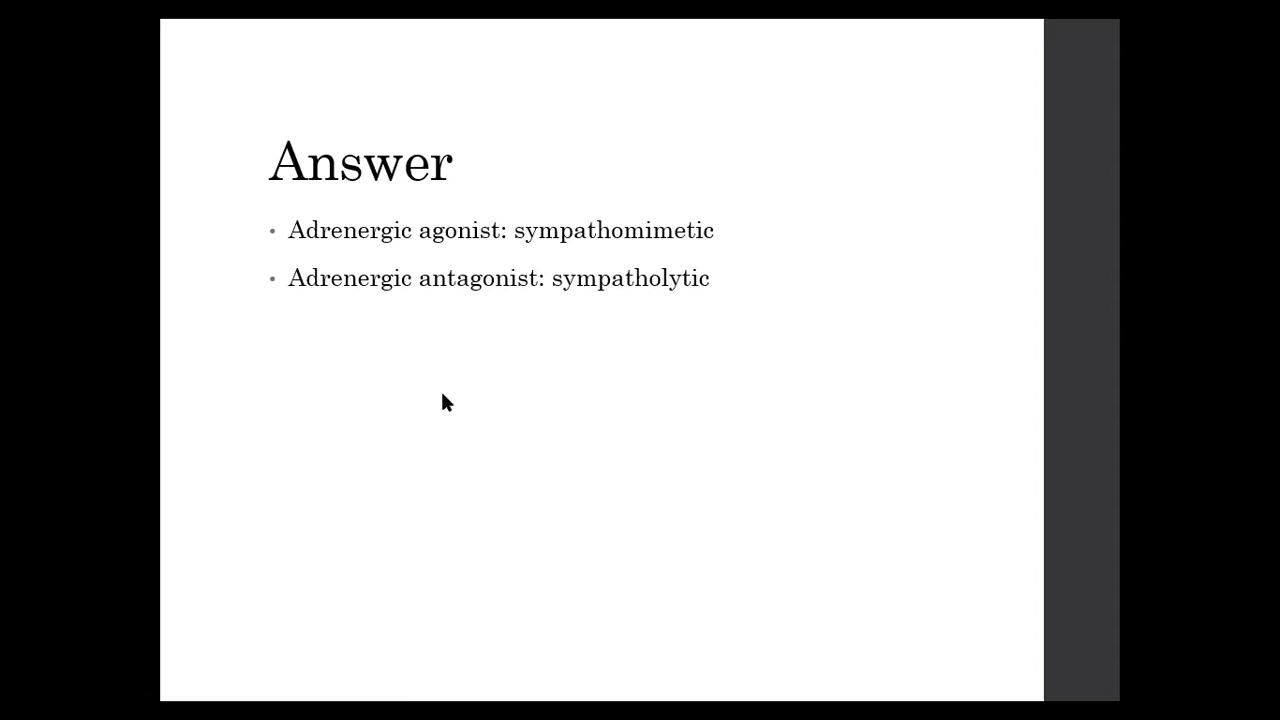 Answer
• Adrenergic agonist: sympathomimetic
• Adrenergic antagonist: sympatholytic